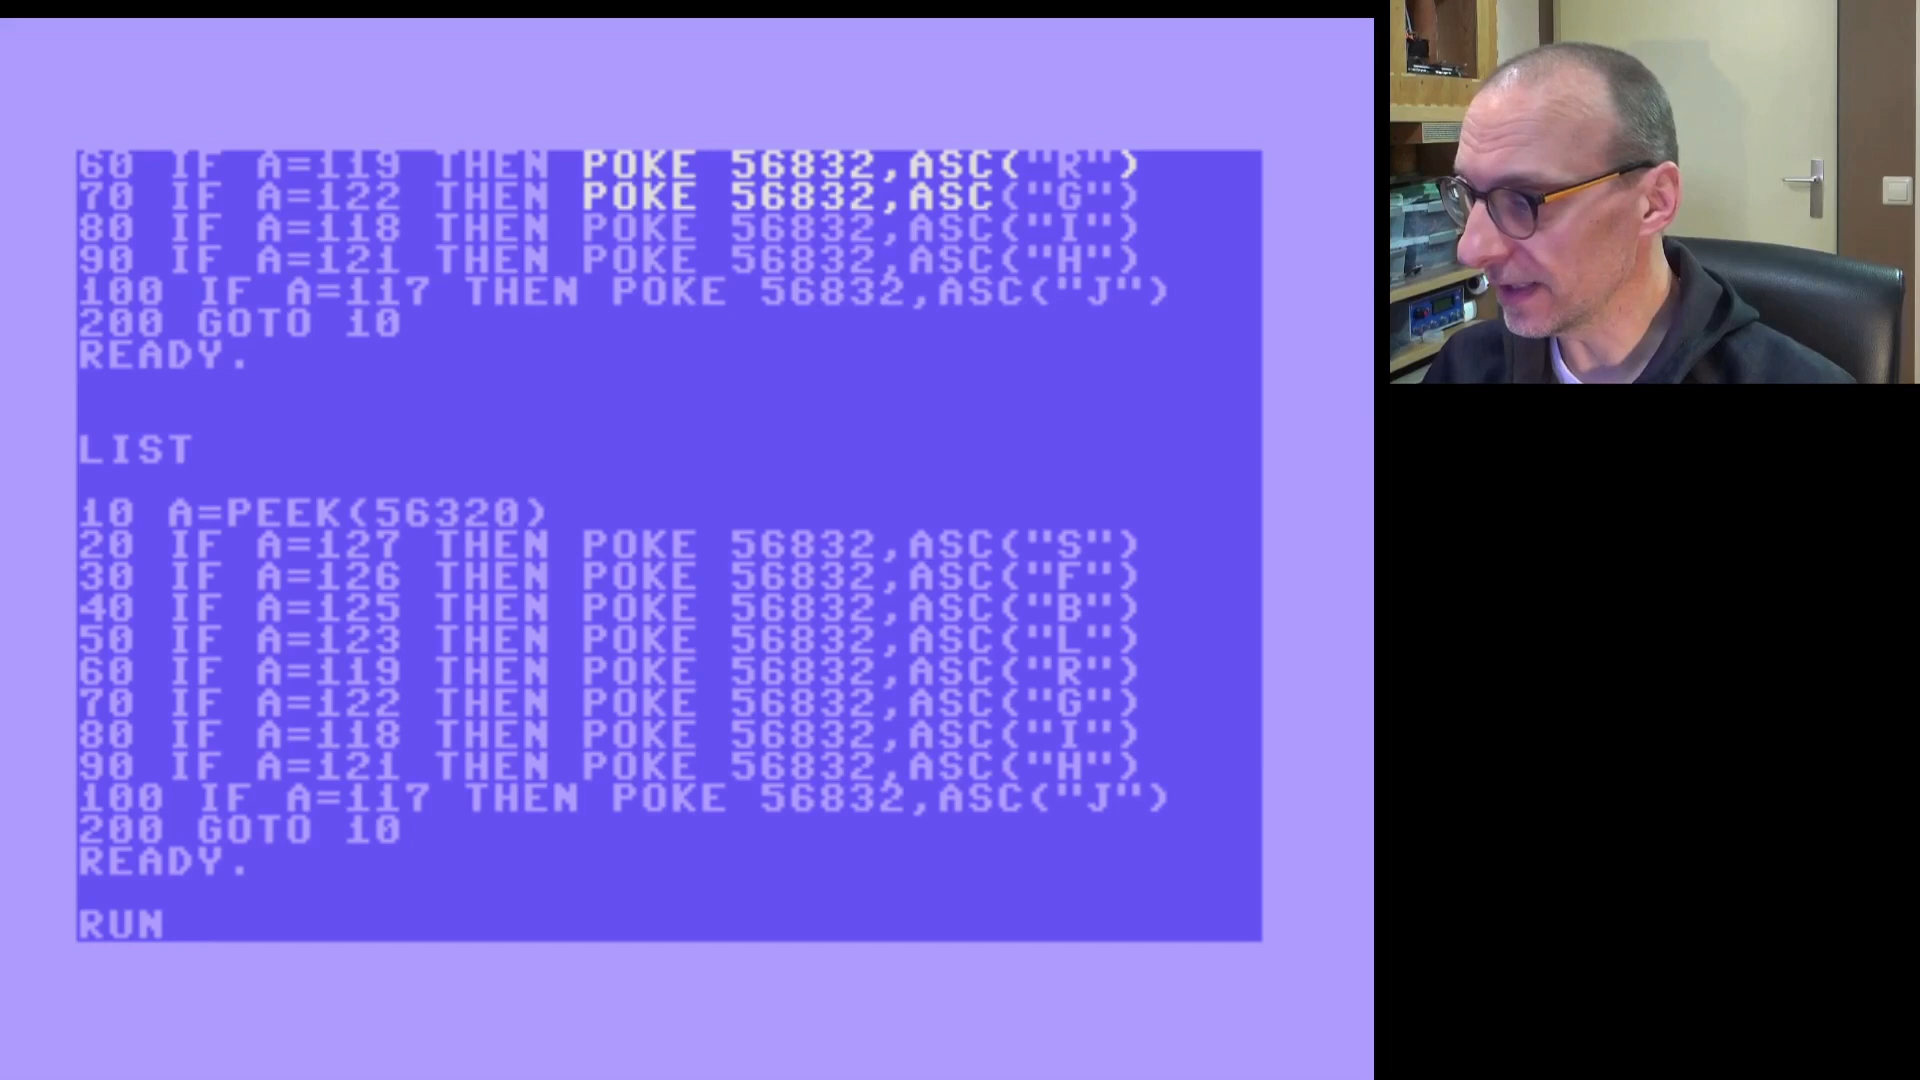 60 IF A=119 THEN POKE 56832,ASC("R")
70 IF A=122 THEN POKE 56832,ASC("G")
80 IF A=118 THEN POKE 56832,ASC("I")
90 IF A=121 THEN POKE 56832,ASC("H")
100 IF A=117 THEN POKE 56832,ASC("J")
200 GOTO 10
READY.
LIST
10 A=PEEK(56320)
20 IF A=127 THEN POKE 56832,ASC("S")
30 IF A=126 THEN POKE 56832,ASC("F")
40 IF A=125 THEN POKE 56832,ASC("B")
50 IF A=123 THEN POKE 56832,ASC("L")
60 IF A=119 THEN POKE 56832,ASC("R")
70 IF A=122 THEN POKE 56832,ASC("G")
80 IF A=118 THEN POKE 56832,ASC("I")
90 IF A=121 THEN POKE 56832,ASC("H")
100 IF A=117 THEN POKE 56832,ASC("J")
200 GOTO 10
READY.
RUN